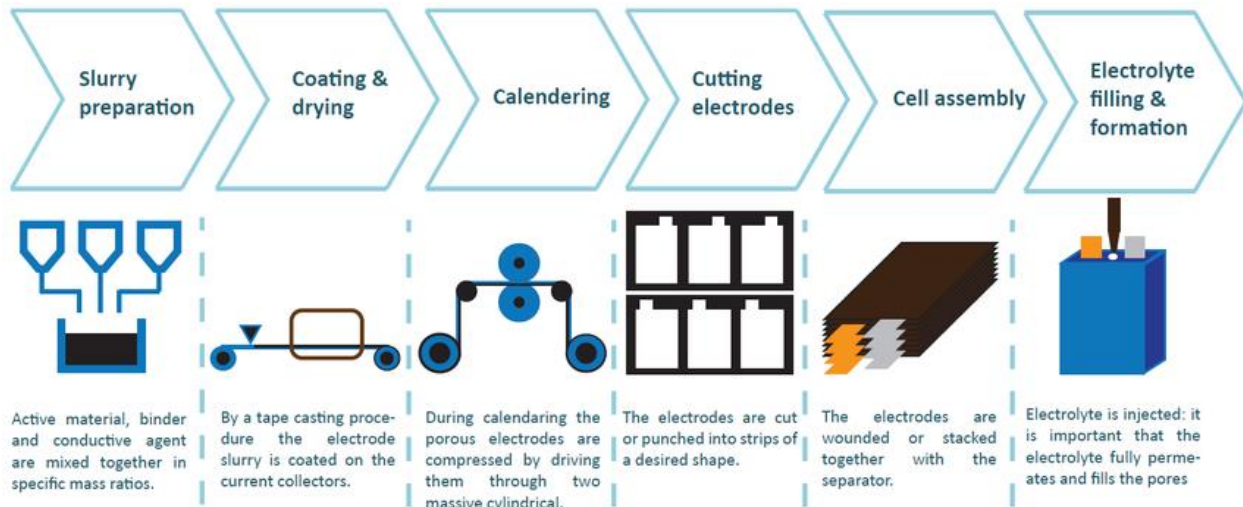 Slurry
preparation
Coating &
drying
Calendering
Cutting
electrodes
Cell assembly
Electrolyte
filling &
formation
Active material, binder
and conductive agent
are mixed together in
specific mass ratios.
By a tape casting proce-
dure the electrode
slurry is coated on the
current collectors.
During calendaring the
porous electrodes are
compressed by driving
them through two
massive cylindrical.
The electrodes are cut
or punched into strips of
a desired shape.
The electrodes are
wounded or stacked
together with the
separator.
Electrolyte is injected: it
is important that the
electrolyte fully perme-
ates and fills the pores